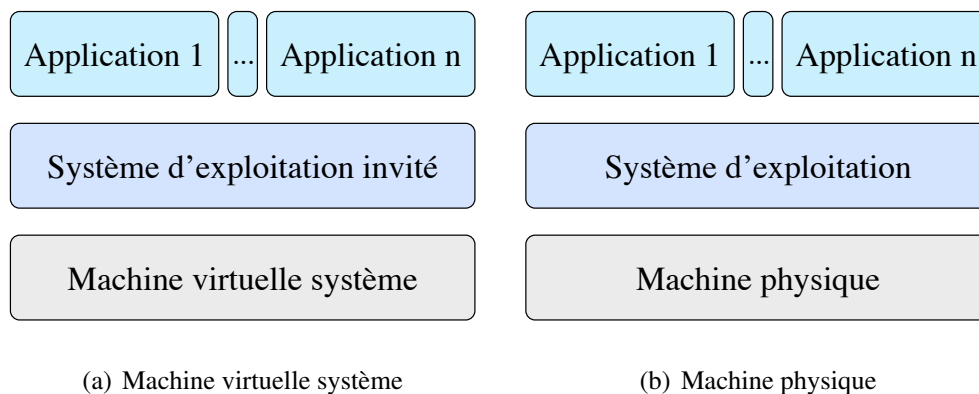 Application 1 ... Application n Application 1 ... Application n
Système d'exploitation invité Système d'exploitation
Machine virtuelle système Machine physique
(a) Machine virtuelle système (b) Machine physique